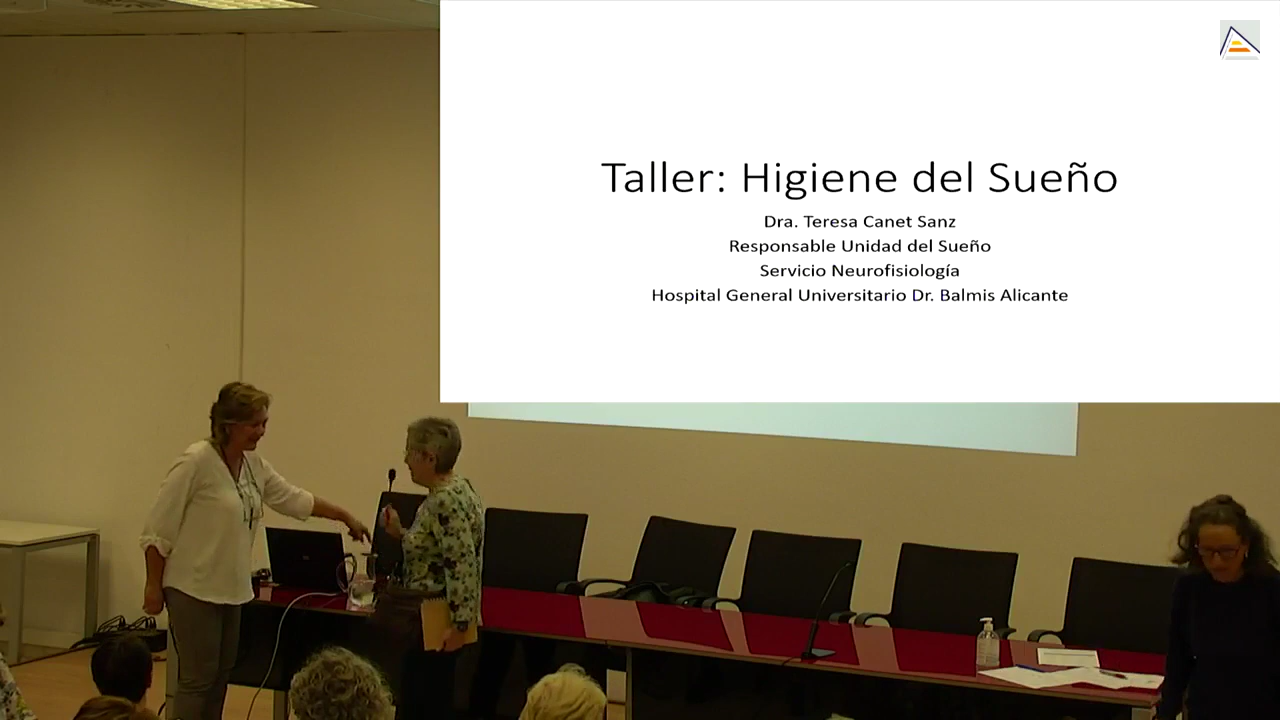 Taller: Higiene del Sueño
Dra. Teresa Canet Sanz
Responsable Unidad del Sueño
Servicio Neurofisiología
Hospital General Universitario Dr. Balmis Alicante